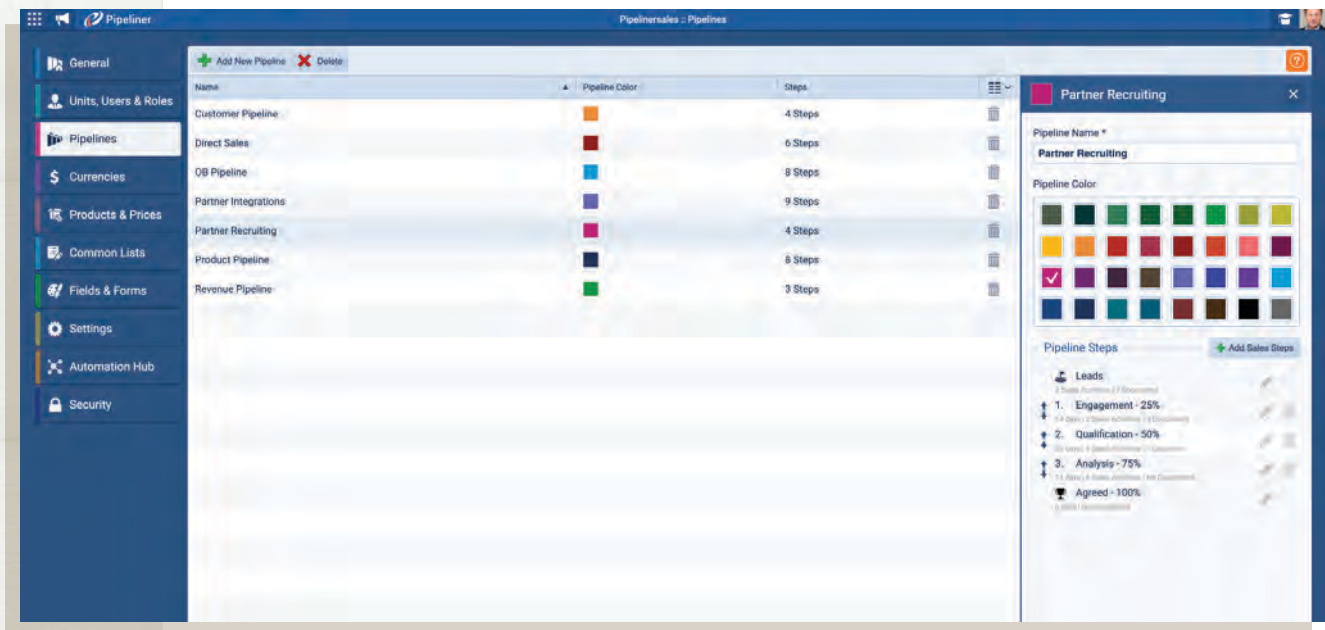 Pipeliner
Pipelinersales :: Pipelines
General
Units, Users & Roles
Pipelines
$ Currencies
Products & Prices
Common Lists
Fields & Forms
Settings
Automation Hub
Security
Add New Pipeline Delete
?
Name Pipeline Color Steps
Customer Pipeline 4 Steps
Direct Sales 6 Steps
OB Pipeline 8 Steps
Partner Integrations 9 Steps
Partner Recruiting 4 Steps
Product Pipeline 8 Steps
Revenue Pipeline 3 Steps
Partner Recruiting
Pipeline Name *
Partner Recruiting
Pipeline Color
Pipeline Steps Add Sales Steps
Leads
1. Engagement - 25%
2. Qualification - 50%
3. Analysis - 75%
Agreed - 100%